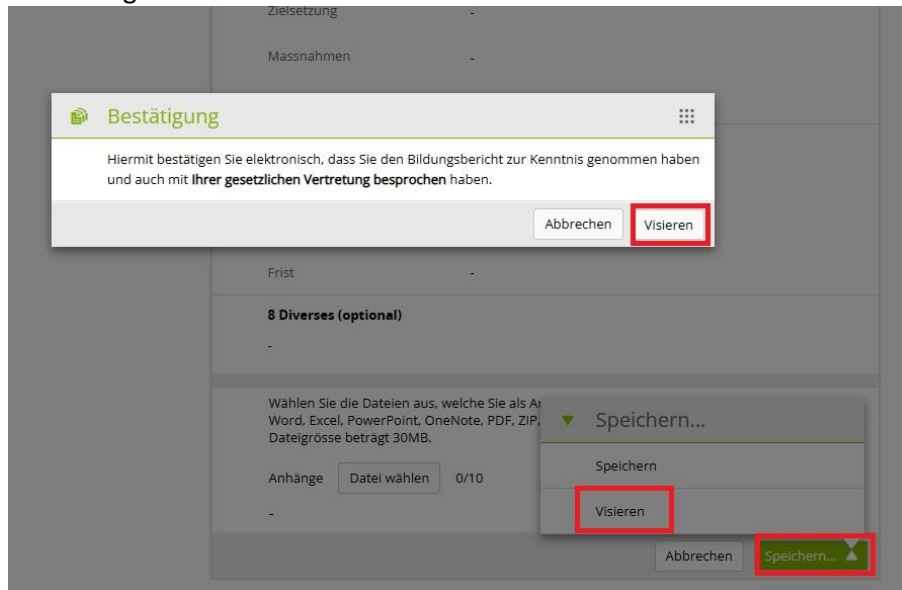 Zielsetzung -
Massnahmen -
Bestätigung
Hiermit bestätigen Sie elektronisch, dass Sie den Bildungsbericht zur Kenntnis genommen haben
und auch mit Ihrer gesetzlichen Vertretung besprochen haben.
Abbrechen Visieren
Frist -
8 Diverses (optional)
-
Wählen Sie die Dateien aus, welche Sie als
Word, Excel, PowerPoint, OneNote, PDF, ZIP,
Dateigrösse beträgt 30MB.
Anhänge Datei wählen 0/10
-
Speichern...
Speichern
Visieren
Abbrechen Speichern...